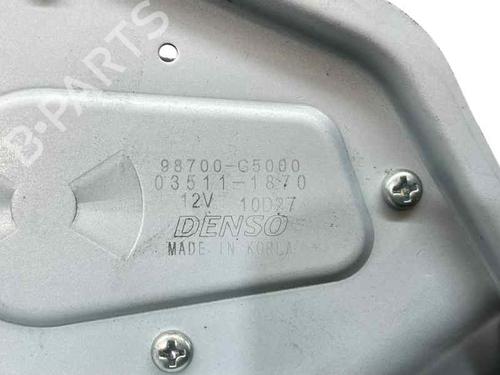 B-PARTS
98700-G5000
03511-1870
12V 10D27
DENSO
MADE IN KOREA